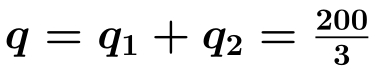 q = q₁ + q₂ = 200/3